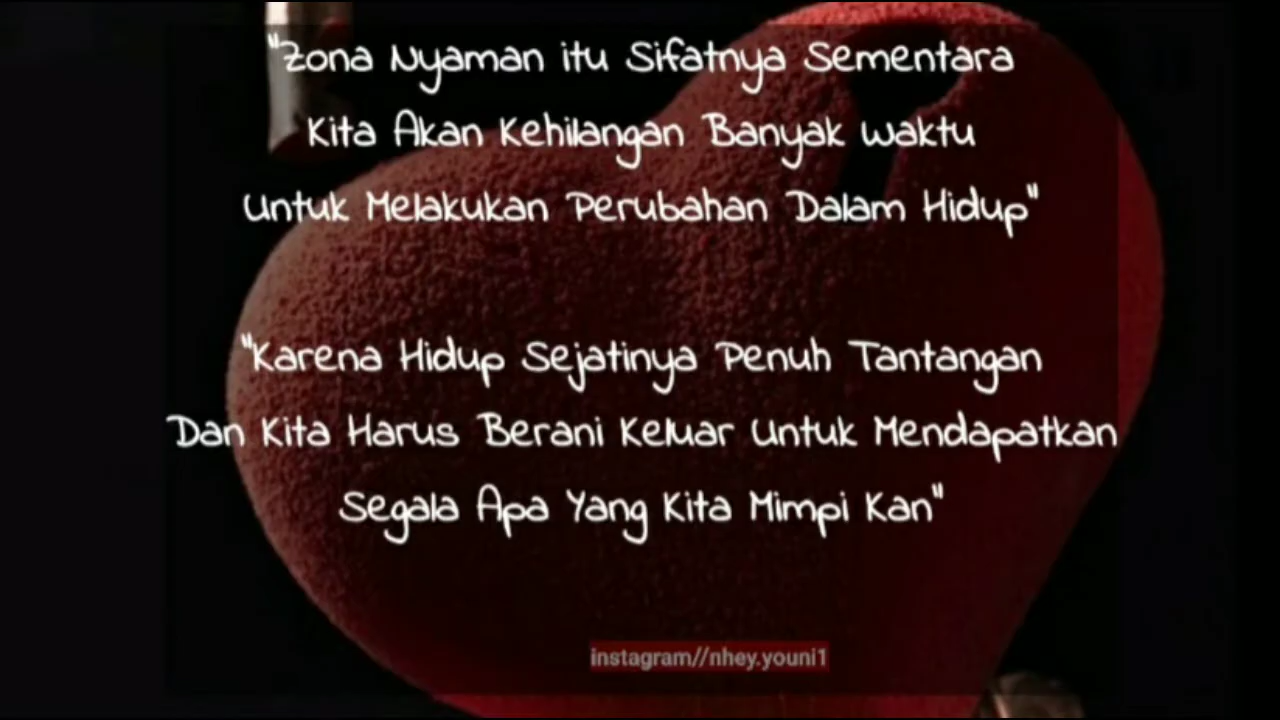 "Zona Nyaman itu Sifatnya Sementara
Kita Akan Kehilangan Banyak Waktu
Untuk Melakukan Perubahan Dalam Hidup"
"Karena Hidup Sejatinya Penuh Tantangan
Dan Kita Harus Berani Keluar Untuk Mendapatkan
Segala Apa Yang Kita Mimpi Kan"
instagram//nhey.youni1